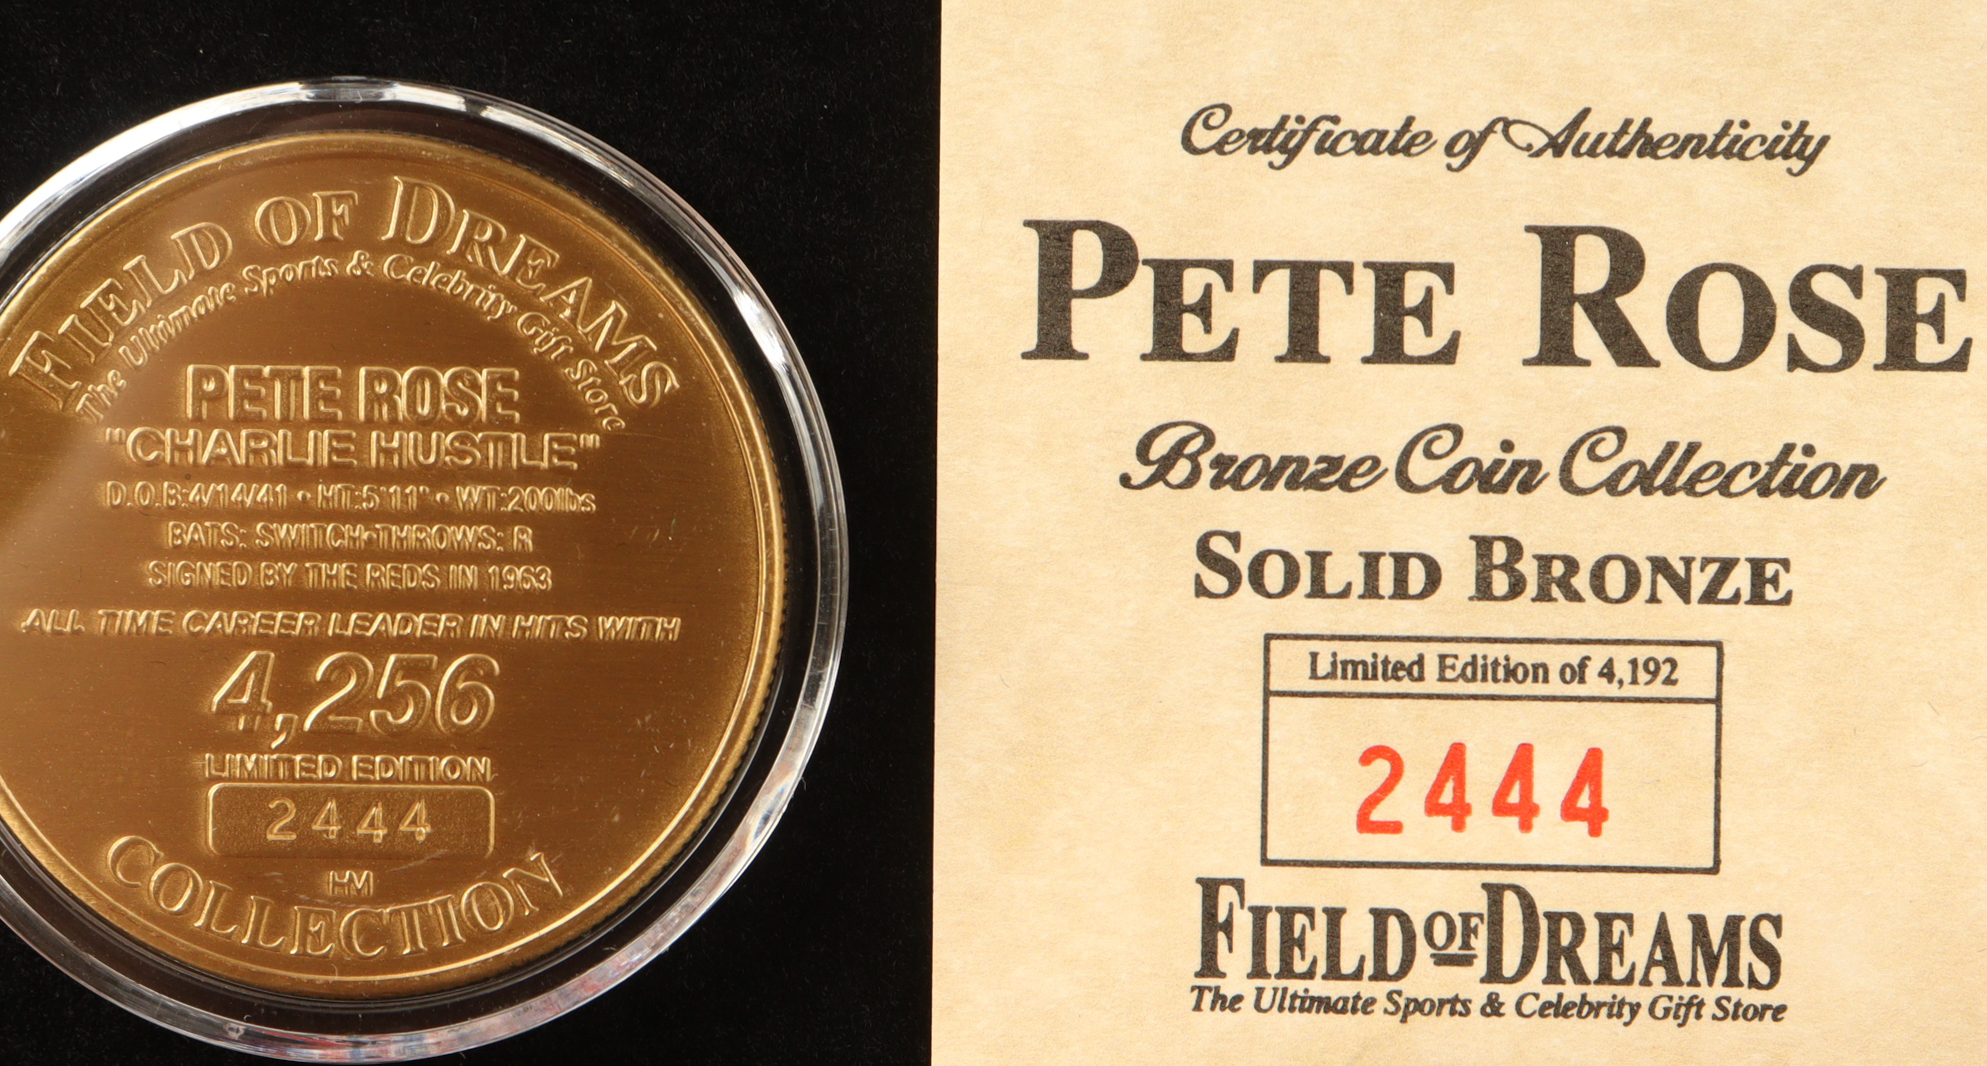 FIELD OF DREAMS
The Ultimate Sports & Celebrity Gift Store
PETE ROSE
"CHARLIE HUSTLE"
D.O.B:4/14/41 • HT:5'11" • WT:200lbs
BATS: SWITCH•THROWS: R
SIGNED BY THE REDS IN 1963
ALL TIME CAREER LEADER IN HITS WITH
4,256
LIMITED EDITION
2444
HM
COLLECTION
Certificate of Authenticity
PETE ROSE
Bronze Coin Collection
SOLID BRONZE
Limited Edition of 4,192
2444
FIELD OF DREAMS
The Ultimate Sports & Celebrity Gift Store